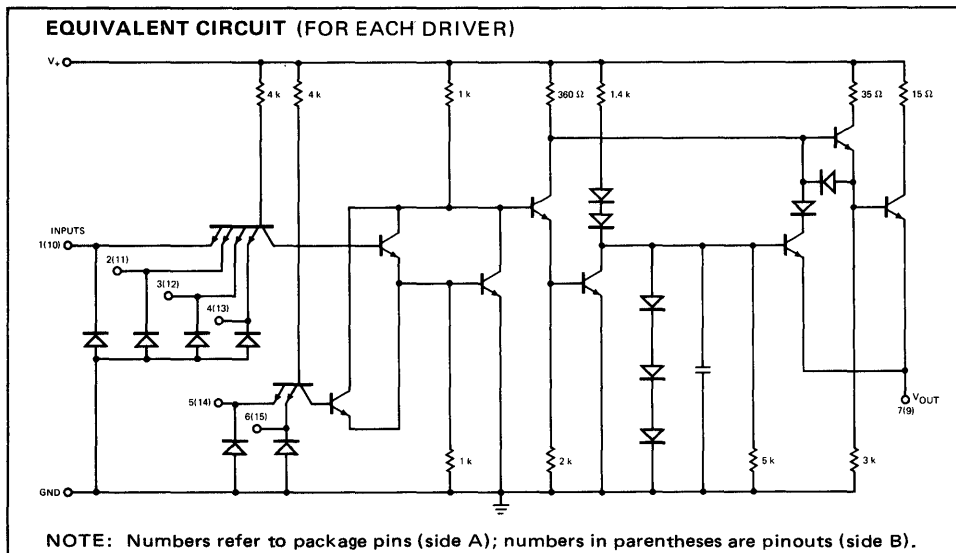 EQUIVALENT CIRCUIT (FOR EACH DRIVER)
V+
4 k
4 k
1 k
360 Ω
1.4 k
35 Ω
15 Ω
INPUTS
1(10)
2(11)
3(12)
4(13)
5(14)
6(15)
VOUT
7(9)
1 k
2 k
5 k
3 k
GND
NOTE: Numbers refer to package pins (side A); numbers in parentheses are pinouts (side B).